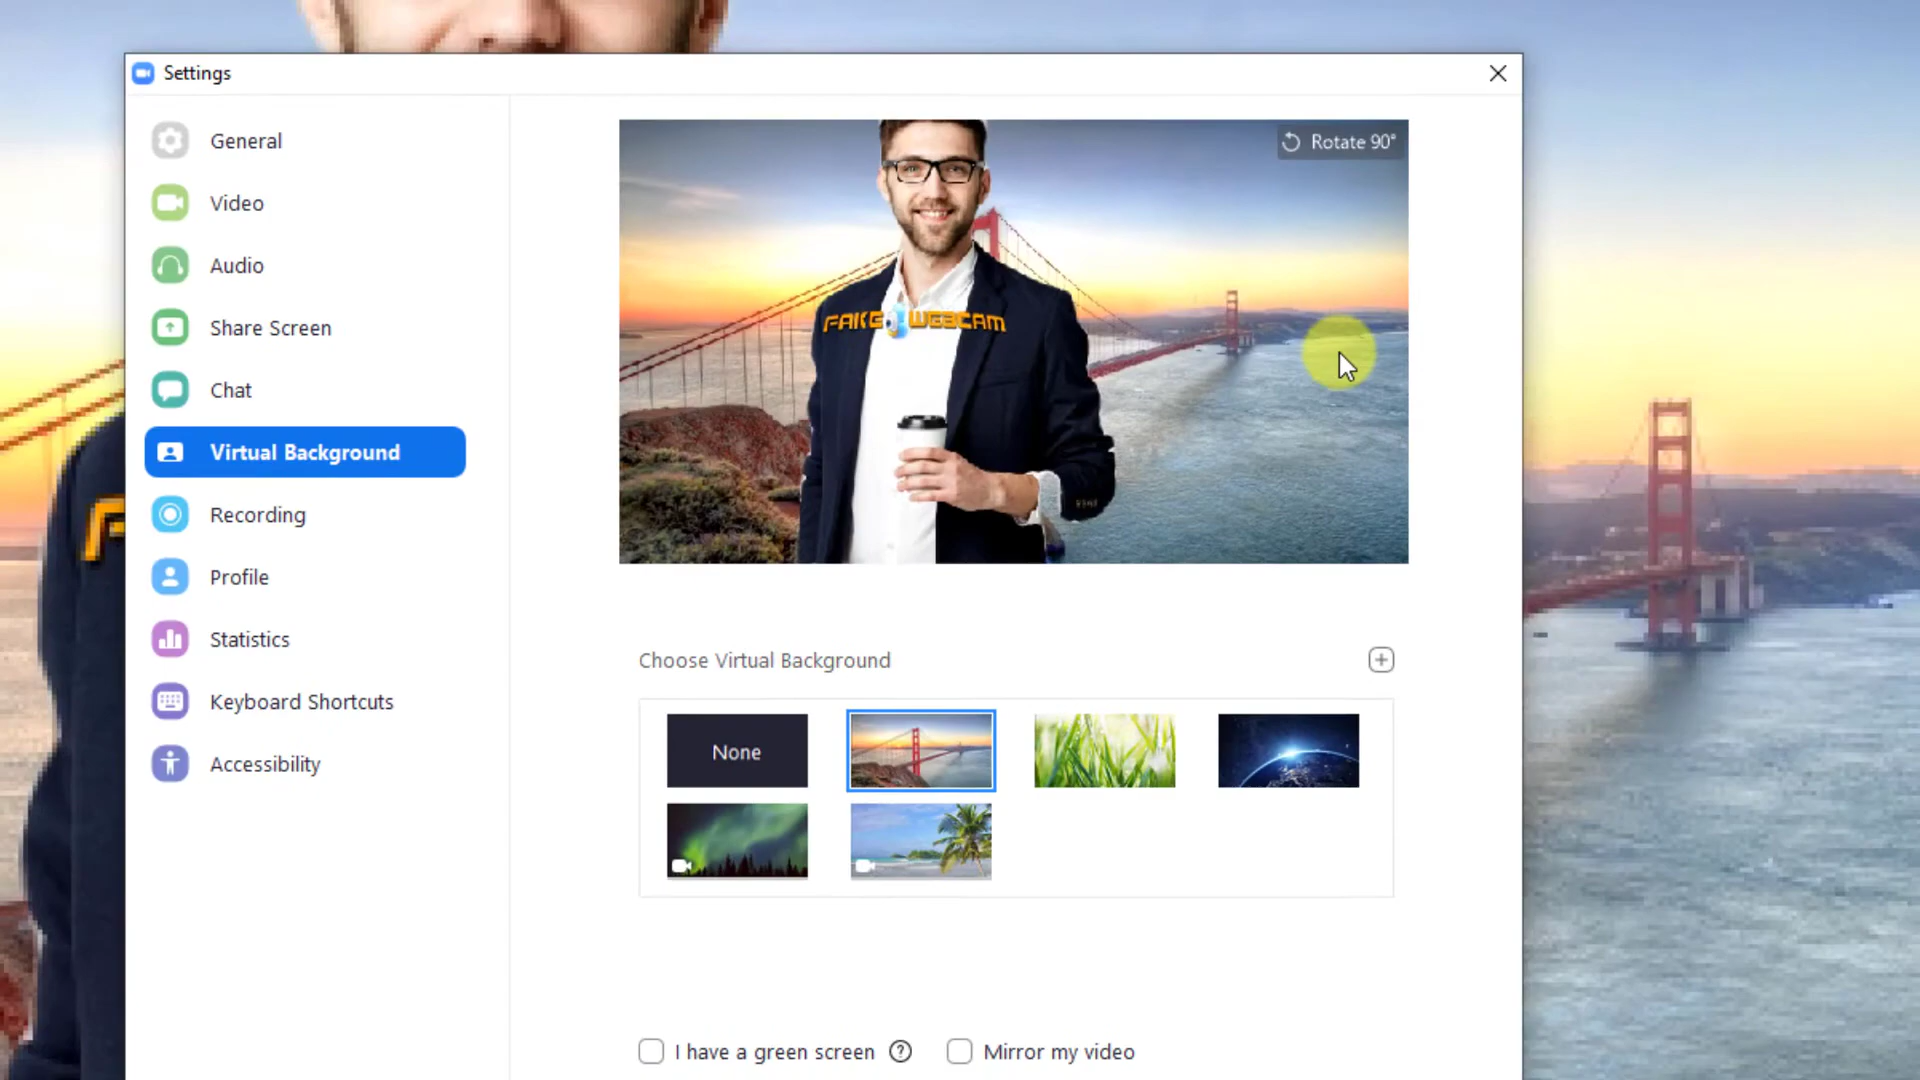 Settings
General
Video
Audio
Share Screen
Chat
Virtual Background
Recording
Profile
Statistics
Keyboard Shortcuts
Accessibility
Rotate 90°
FAKE WEBCAM
Choose Virtual Background
None
I have a green screen ?
Mirror my video